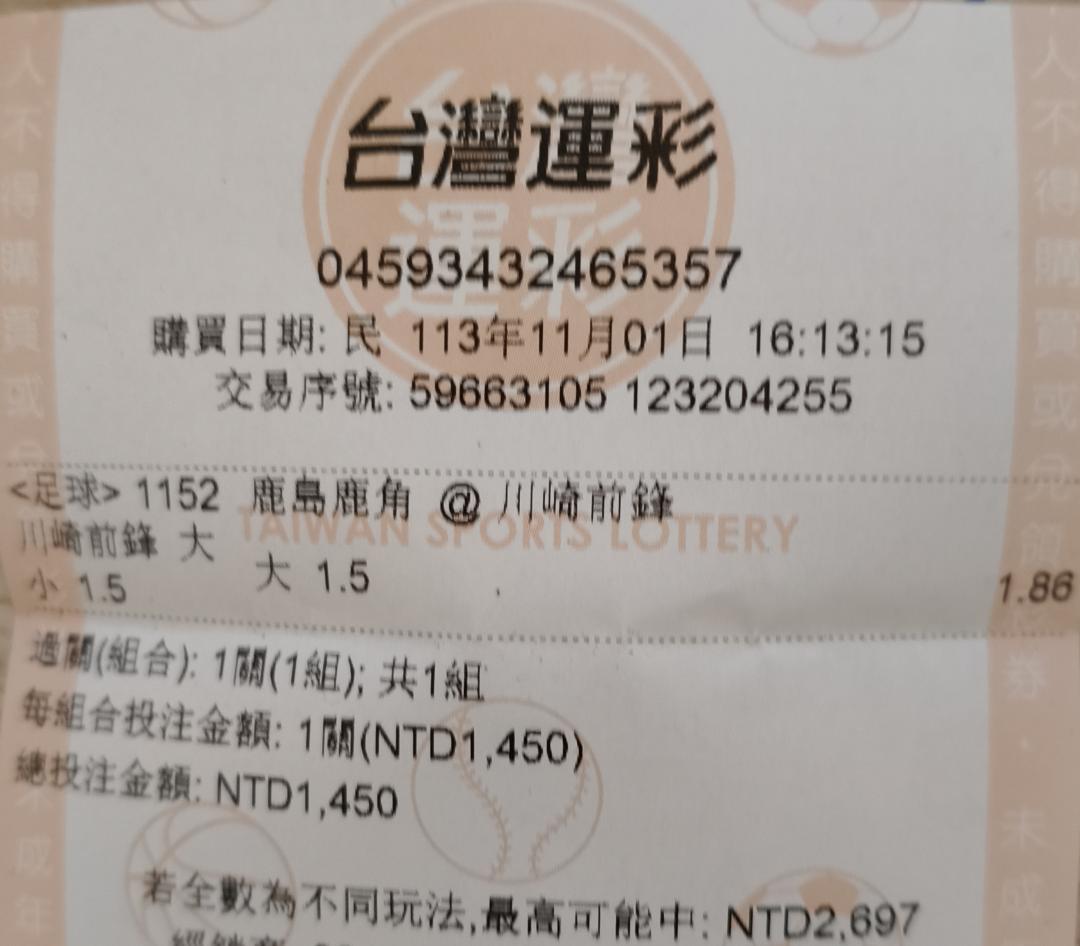 台灣運彩
04593432465357
購買日期: 民 113年11月01日 16:13:15
交易序號: 59663105 123204255
<足球> 1152 鹿島鹿角 @ 川崎前鋒
TAIWAN SPORTS LOTTERY
川崎前鋒 大
小 1.5 大 1.5 1.86
過關(組合): 1關(1組); 共1組
每組合投注金額: 1關(NTD1,450)
總投注金額: NTD1,450
若全數為不同玩法,最高可能中: NTD2,697